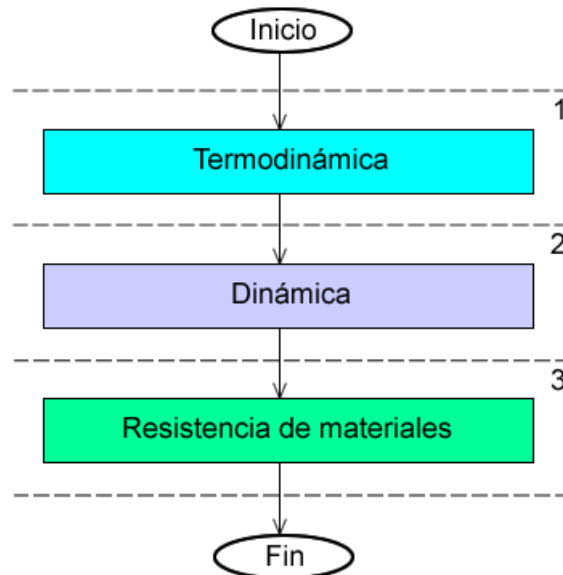 Inicio
1
Termodinámica
2
Dinámica
3
Resistencia de materiales
Fin